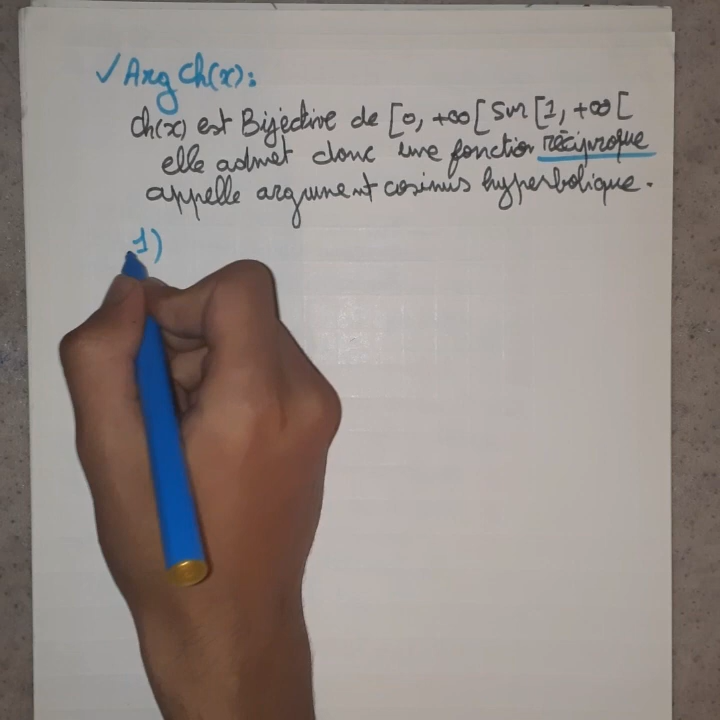 ✓ Arg Ch(x):
Ch(x) est Bijective de [0, +∞[ sur [1, +∞[
elle admet donc une fonction réciproque
appelle argument cosinus hyperbolique.
1)